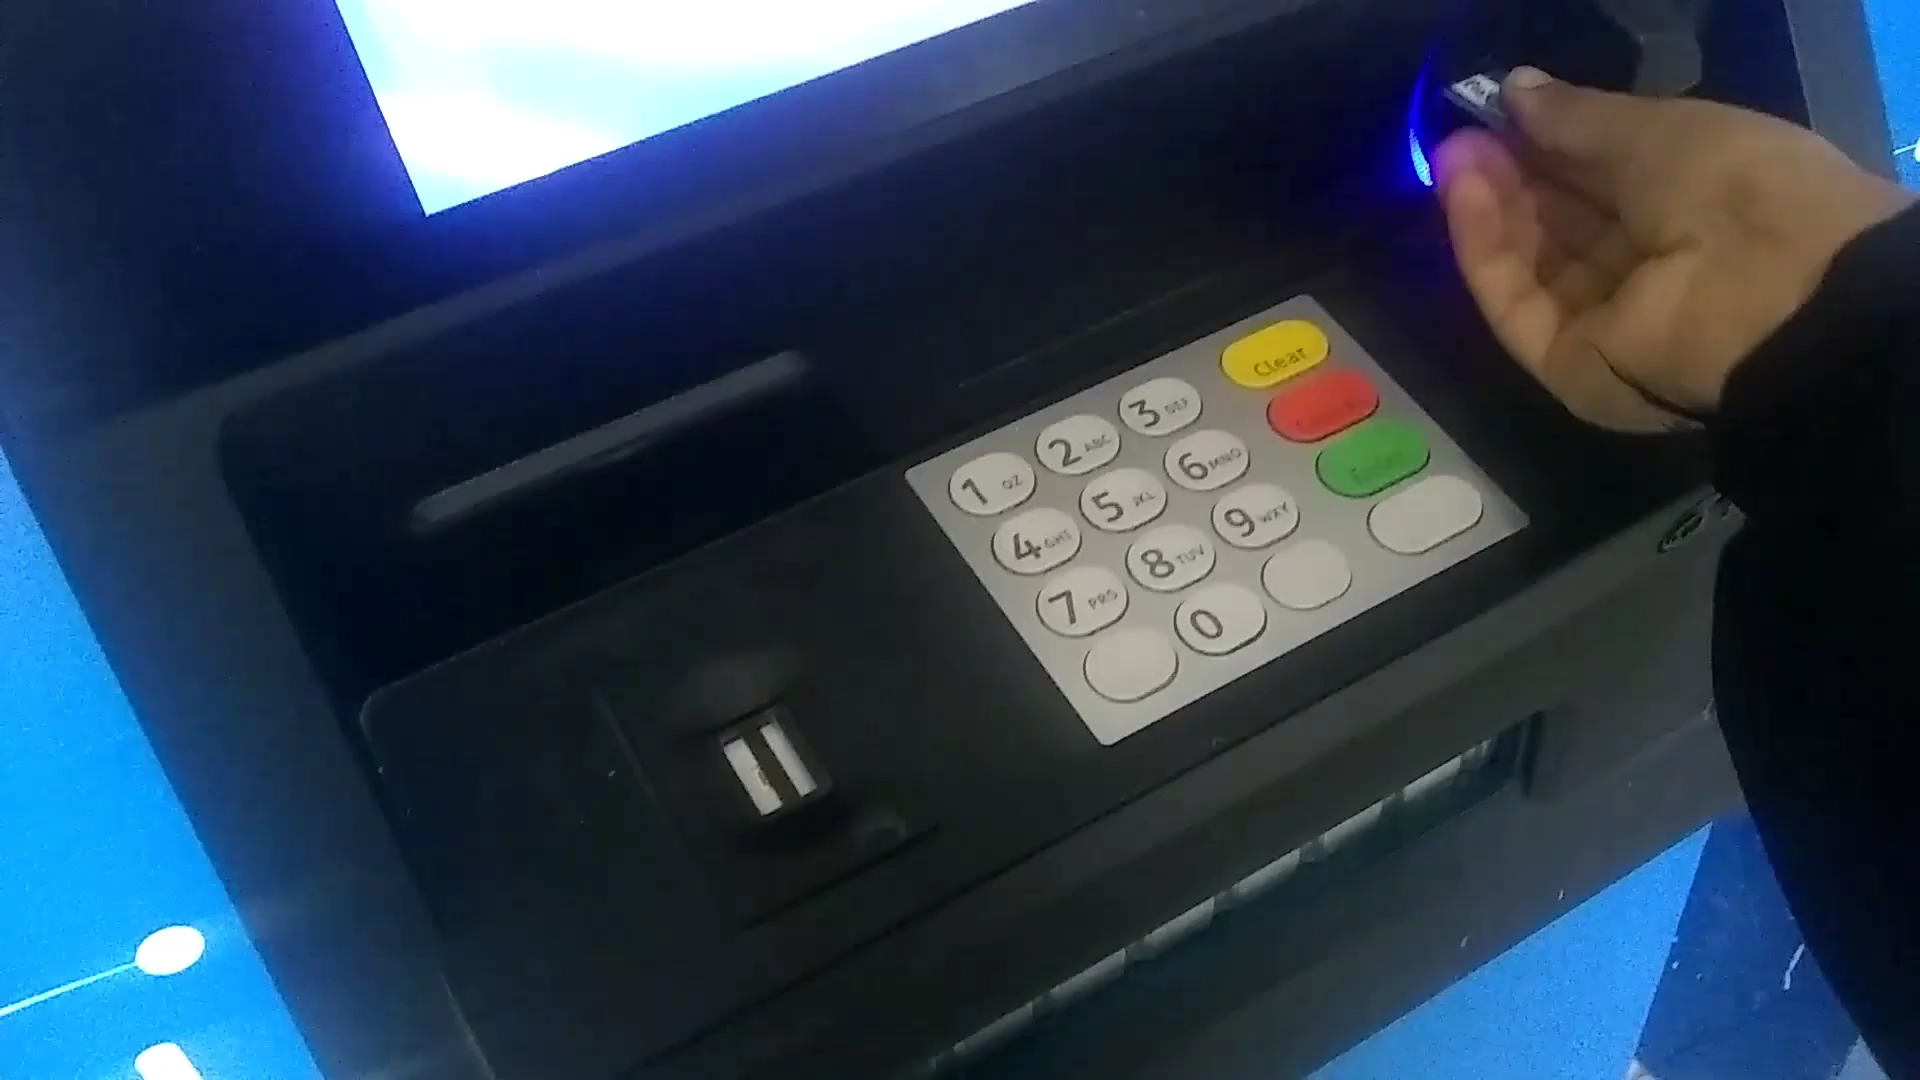 1 QZ 2 ABC 3 DEF Clear
4 GHI 5 JKL 6 MNO
7 PRS 8 TUV 9 WXY Enter
0